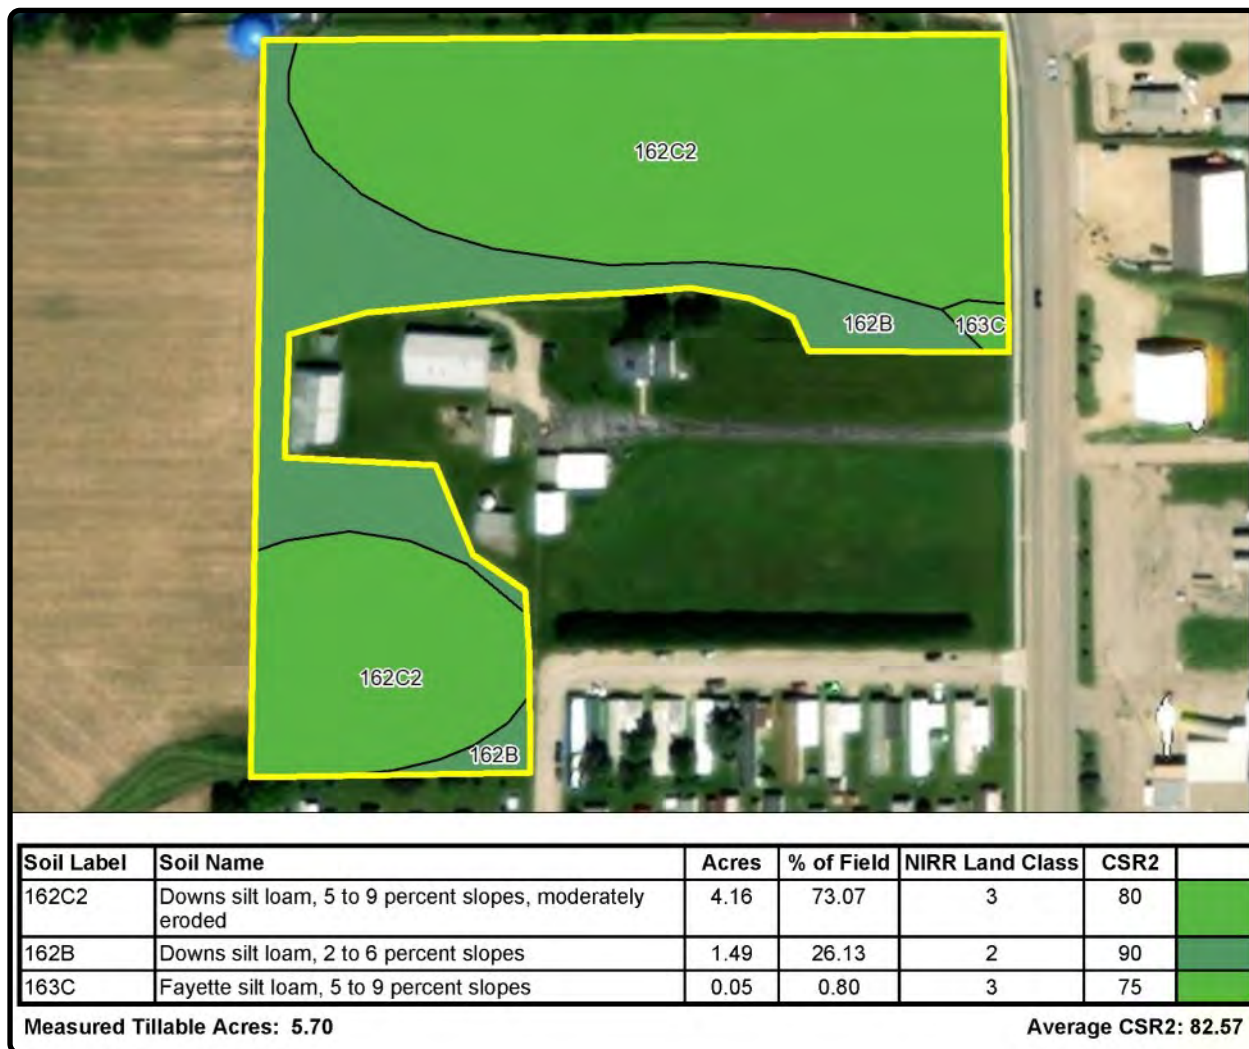 162C2
162B
163C
162C2
162B
Soil Label Soil Name Acres % of Field NIRR Land Class CSR2
162C2 Downs silt loam, 5 to 9 percent slopes, moderately 4.16 73.07 3 80
eroded
162B Downs silt loam, 2 to 6 percent slopes 1.49 26.13 2 90
163C Fayette silt loam, 5 to 9 percent slopes 0.05 0.80 3 75
Measured Tillable Acres: 5.70 Average CSR2: 82.57